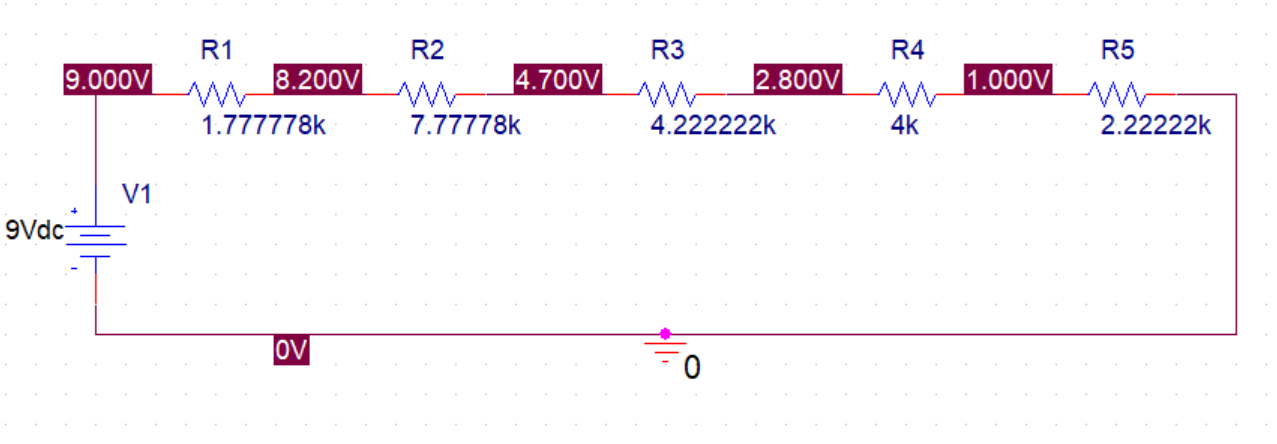 R1 R2 R3 R4 R5
9.000V 8.200V 4.700V 2.800V 1.000V
1.777778k 7.77778k 4.222222k 4k 2.22222k
V1
+
9Vdc
-
0V
0